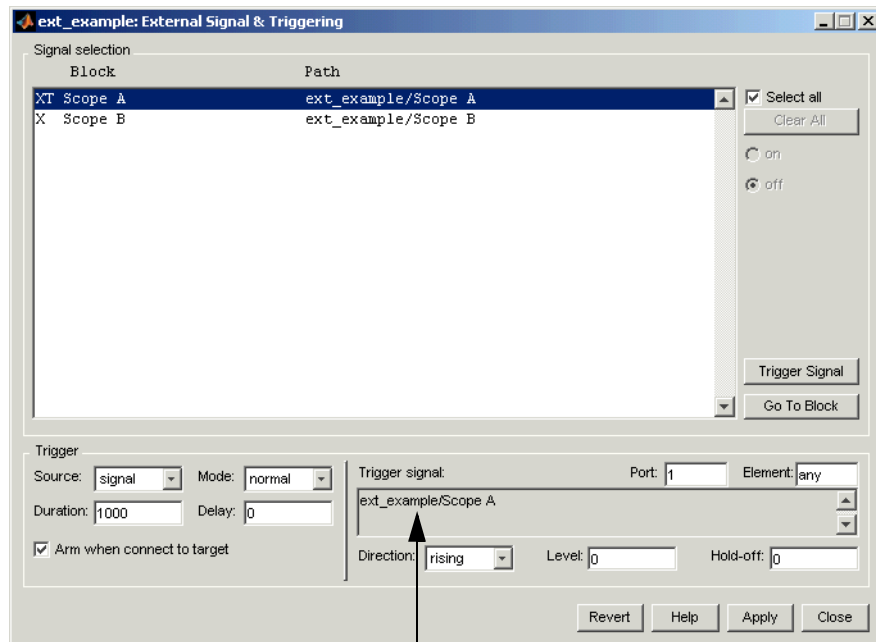 ext_example: External Signal & Triggering
Signal selection
Block Path
XT Scope A ext_example/Scope A
X Scope B ext_example/Scope B
Select all
Clear All
on
off
Trigger Signal
Go To Block
Trigger
Source: signal Mode: normal
Duration: 1000 Delay: 0
Arm when connect to target
Trigger signal: Port: 1 Element: any
ext_example/Scope A
Direction: rising Level: 0 Hold-off: 0
Revert Help Apply Close